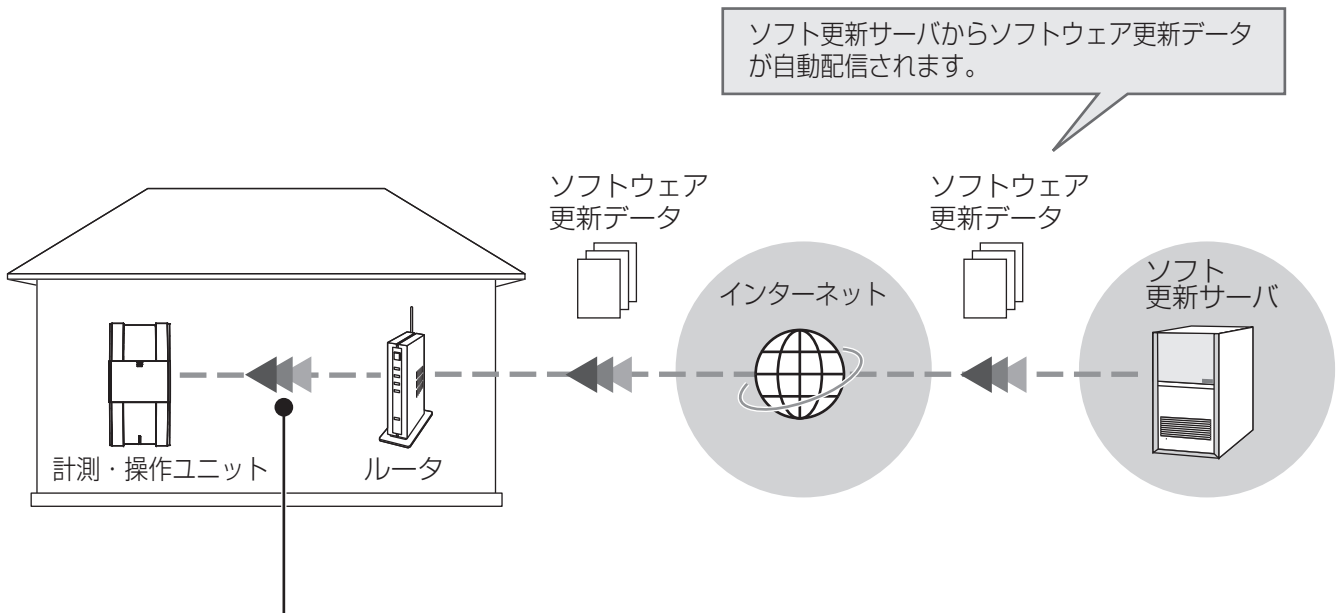 ソフト更新サーバからソフトウェア更新データ
が自動配信されます。
ソフトウェア
更新データ
ソフトウェア
更新データ
インターネット
ソフト
更新サーバ
計測・操作ユニット
ルータ